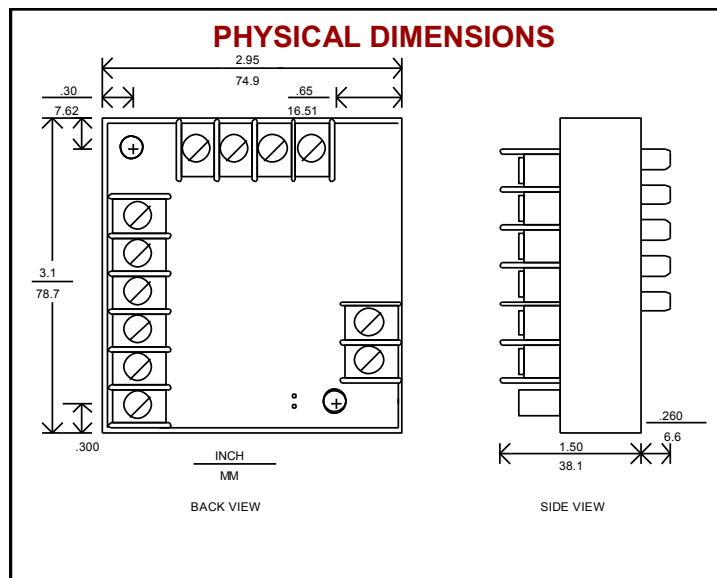 PHYSICAL DIMENSIONS
2.95
74.9
.30
7.62
.65
16.51
3.1
78.7
.300
INCH
MM
BACK VIEW
.260
6.6
1.50
38.1
SIDE VIEW